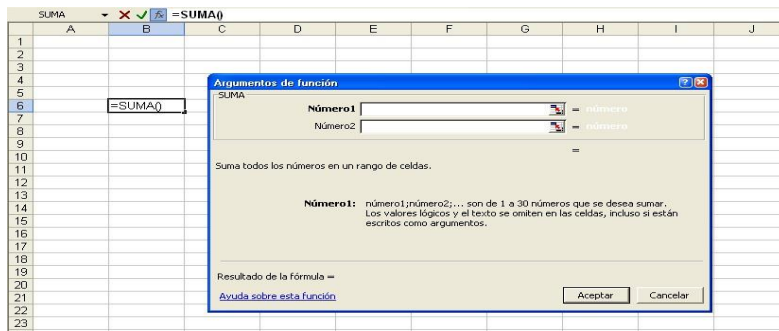 SUMA =SUMA()
A B C D E F G H I J
1
2
3
4
Argumentos de función
5
SUMA
6 =SUMA()
Número1 = número
7
Número2 = número
8
9
=
10
Suma todos los números en un rango de celdas.
11
12
13
Número1: número1;número2;... son de 1 a 30 números que se desea sumar.
14
Los valores lógicos y el texto se omiten en las celdas, incluso si están
15
escritos como argumentos.
16
17
18
19
Resultado de la fórmula =
20
21
Ayuda sobre esta función Aceptar Cancelar
22
23